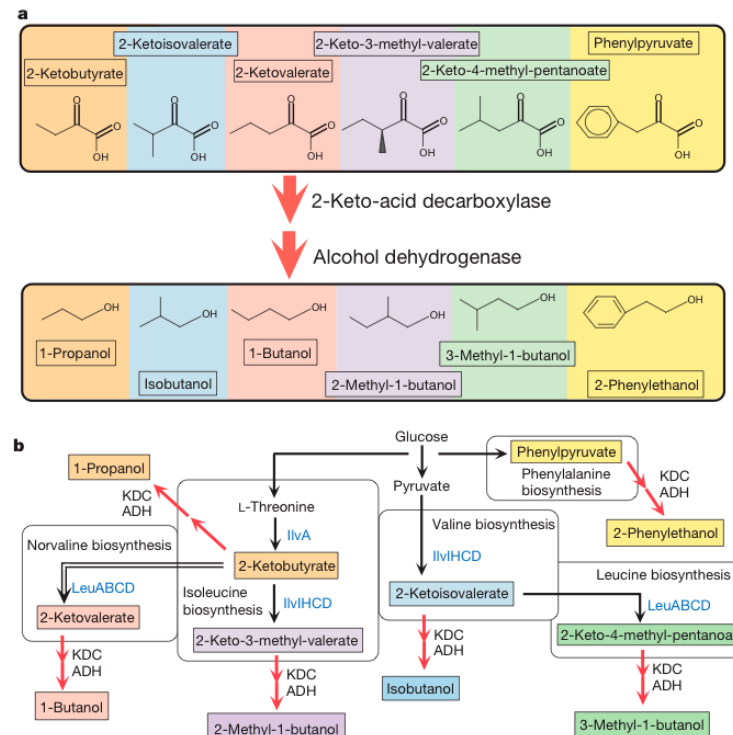 a
2-Ketoisovalerate 2-Keto-3-methyl-valerate Phenylpyruvate
2-Ketobutyrate 2-Ketovalerate 2-Keto-4-methyl-pentanoate
O O O O O O
O O O O O O
OH OH OH OH OH OH
2-Keto-acid decarboxylase
Alcohol dehydrogenase
OH OH OH OH OH OH
1-Propanol 1-Butanol 3-Methyl-1-butanol
Isobutanol 2-Methyl-1-butanol 2-Phenylethanol
b
Glucose
1-Propanol Phenylpyruvate
KDC
ADH
Pyruvate
Phenylalanine
biosynthesis
KDC
ADH
L-Threonine
2-Phenylethanol
Norvaline biosynthesis
IlvA
Valine biosynthesis
IlvIHCD
2-Ketobutyrate
Leucine biosynthesis
LeuABCD
Isoleucine
biosynthesis
IlvIHCD
2-Ketoisovalerate
LeuABCD
2-Ketovalerate
2-Keto-3-methyl-valerate
2-Keto-4-methyl-pentanoa
KDC
ADH
KDC
ADH
KDC
ADH
KDC
ADH
1-Butanol
Isobutanol
2-Methyl-1-butanol
3-Methyl-1-butanol